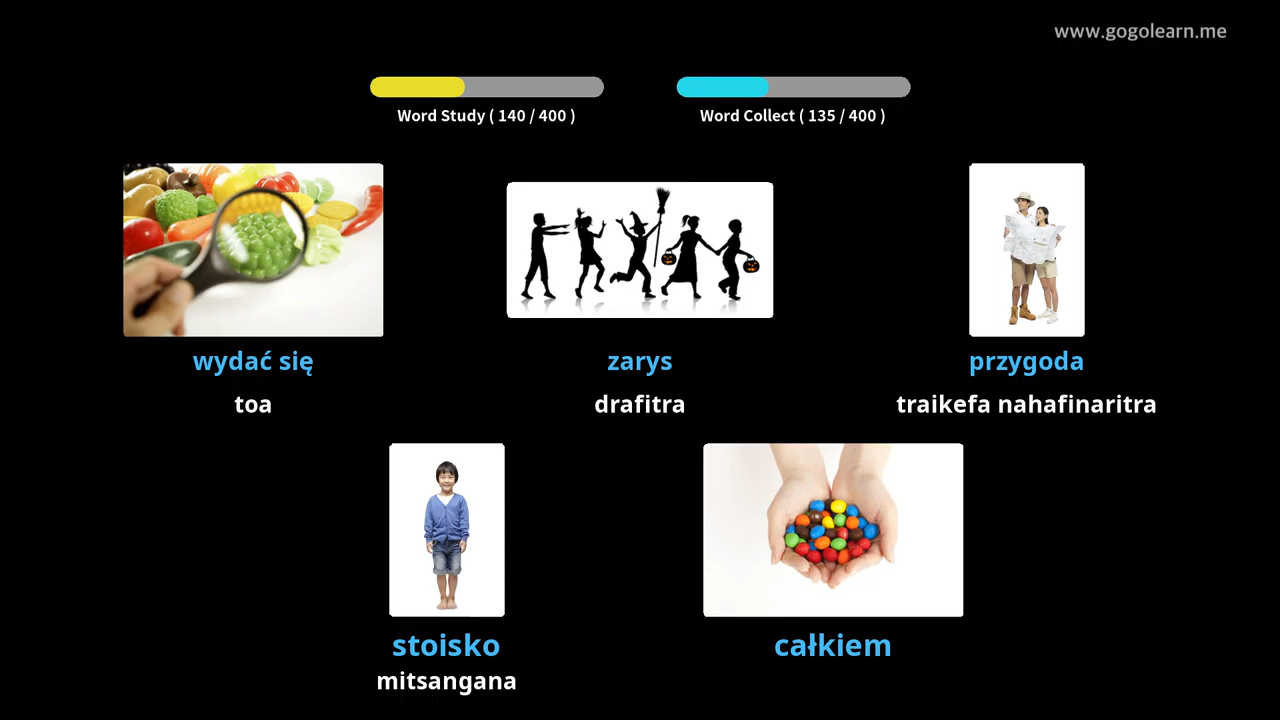 www.gogolearn.me
Word Study ( 140 / 400 )
Word Collect ( 135 / 400 )
wydać się
toa
zarys
drafitra
przygoda
traikefa nahafinaritra
stoisko
mitsangana
całkiem